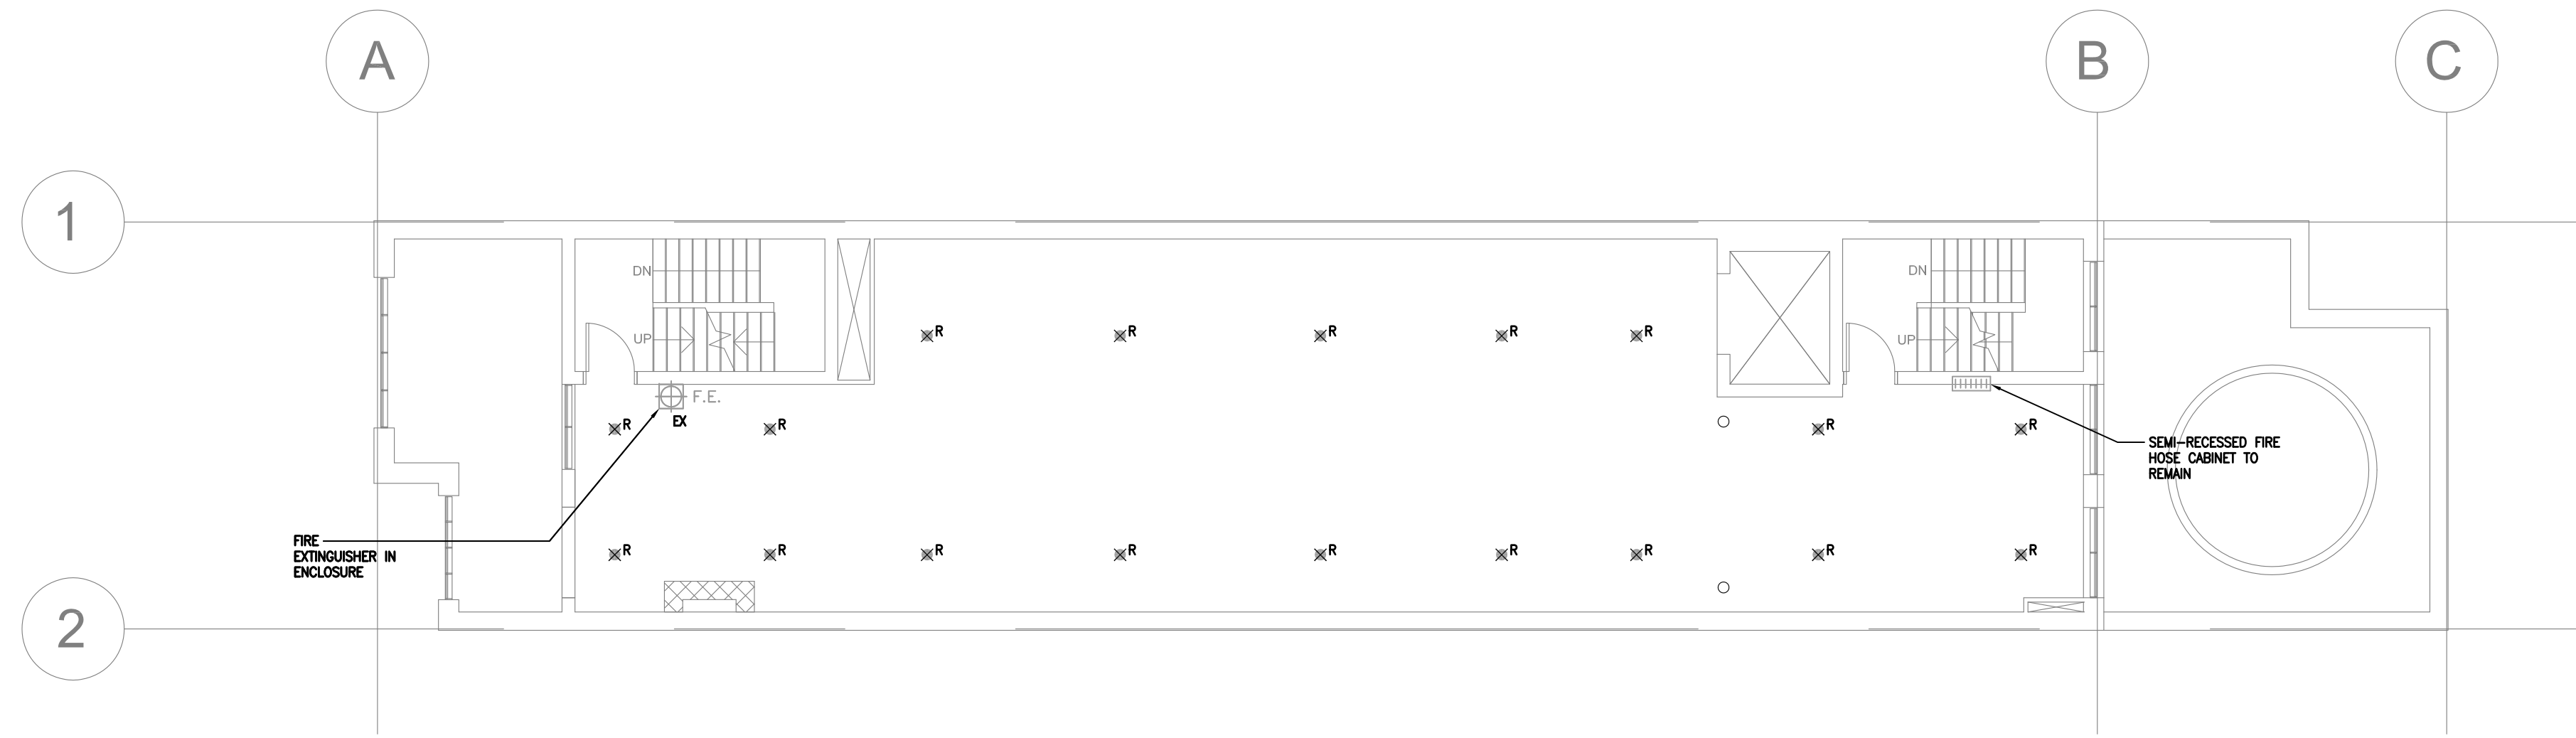 A
B
C
1
DN
DN
R
R
R
R
R
UP
UP
F.E.
EX
R
R
R
R
SEMI-RECESSED FIRE
HOSE CABINET TO
REMAIN
FIRE
EXTINGUISHER IN
ENCLOSURE
R
R
R
R
R
R
R
R
R
2